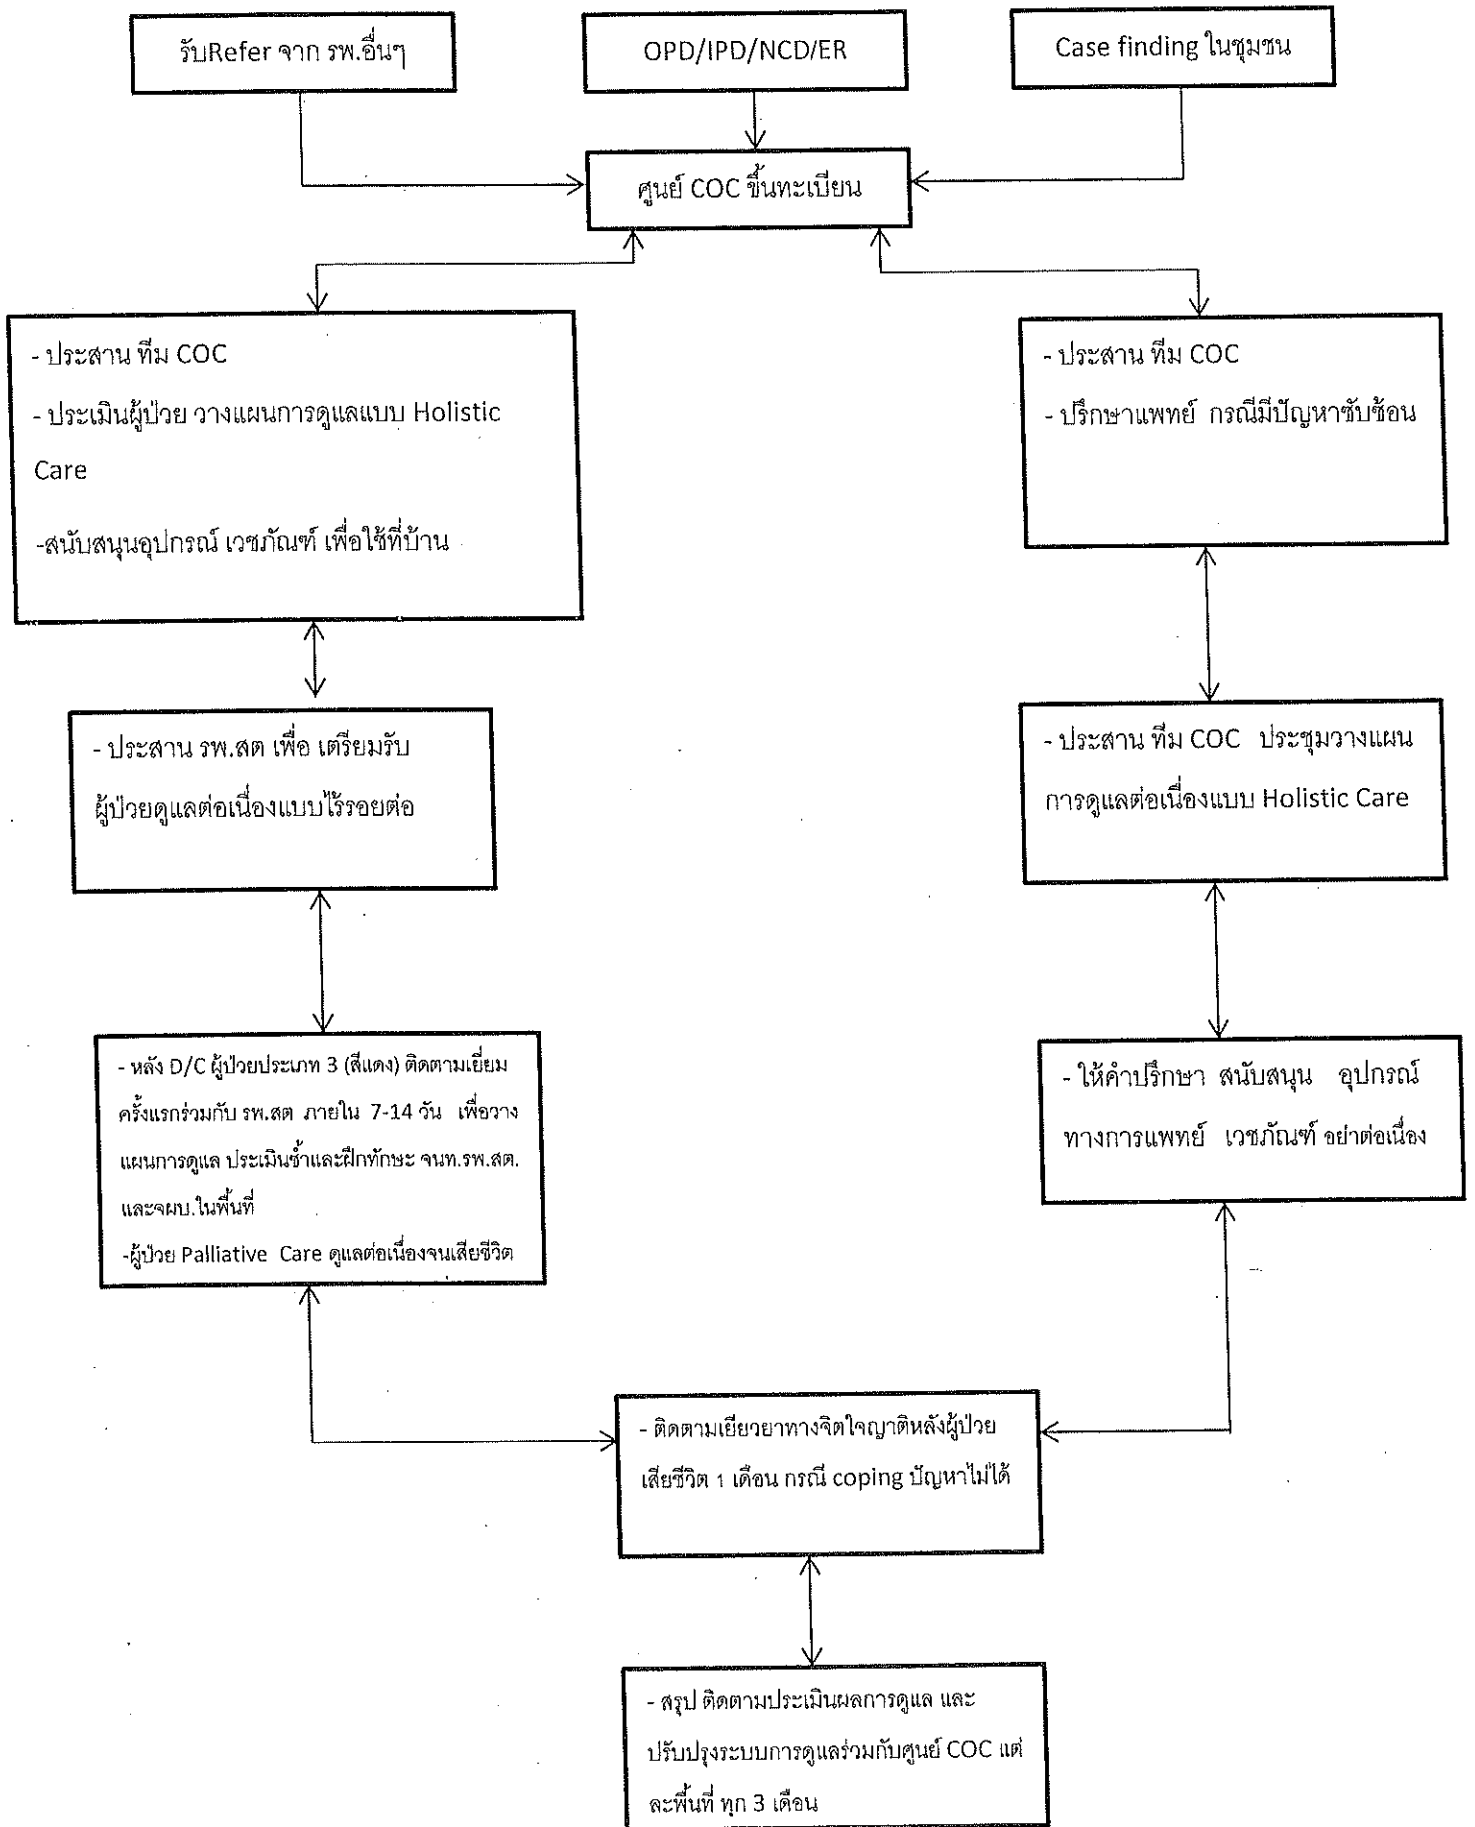 รับRefer จาก รพ.อื่นๆ
OPD/IPD/NCD/ER
Case finding ในชุมชน
ศูนย์ COC ขึ้นทะเบียน
- ประสาน ทีม COC
- ประเมินผู้ป่วย วางแผนการดูแลแบบ Holistic
Care
-สนับสนุนอุปกรณ์ เวชภัณฑ์ เพื่อใช้ที่บ้าน
- ประสาน ทีม COC
- ปรึกษาแพทย์ กรณีมีปัญหาซับซ้อน
- ประสาน รพ.สต เพื่อ เตรียมรับ
ผู้ป่วยดูแลต่อเนื่องแบบไร้รอยต่อ
- ประสาน ทีม COC ประชุมวางแผน
การดูแลต่อเนื่องแบบ Holistic Care
- หลัง D/C ผู้ป่วยประเภท 3 (สีแดง) ติดตามเยี่ยม
ครั้งแรกร่วมกับ รพ.สต ภายใน 7-14 วัน เพื่อวาง
แผนการดูแล ประเมินซ้ำและฝึกทักษะ จนท.รพ.สต.
และจผบ.ในพื้นที่
-ผู้ป่วย Palliative Care ดูแลต่อเนื่องจนเสียชีวิต
- ให้คำปรึกษา สนับสนุน อุปกรณ์
ทางการแพทย์ เวชภัณฑ์ อย่าต่อเนื่อง
- ติดตามเยียวยาทางจิตใจญาติหลังผู้ป่วย
เสียชีวิต 1 เดือน กรณี coping ปัญหาไม่ได้
- สรุป ติดตามประเมินผลการดูแล และ
ปรับปรุงระบบการดูแลร่วมกับศูนย์ COC แต่
ละพื้นที่ ทุก 3 เดือน